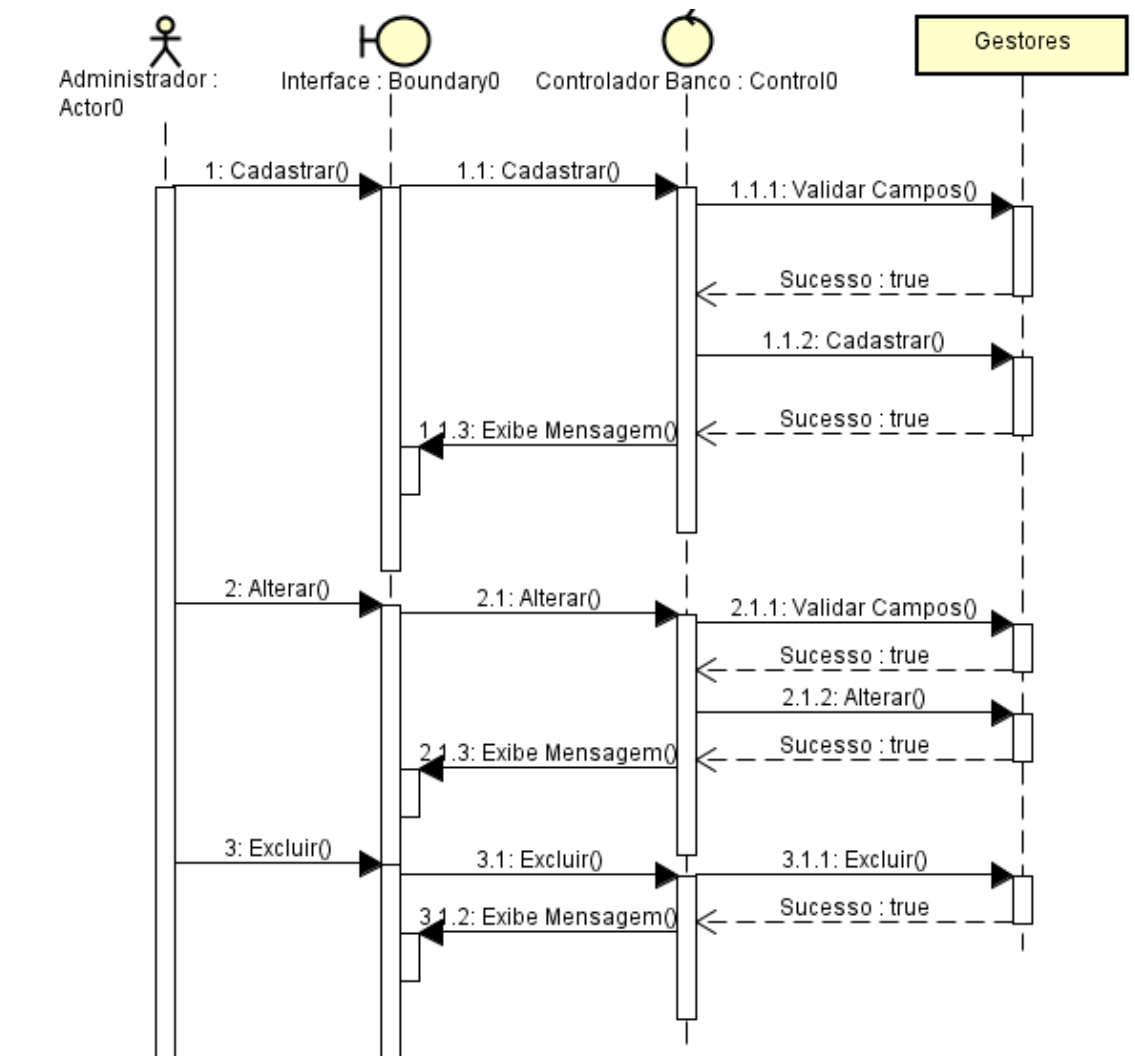 Administrador :
Actor0
Interface : Boundary0
Controlador Banco : Control0
Gestores
1: Cadastrar()
1.1: Cadastrar()
1.1.1: Validar Campos()
Sucesso : true
1.1.2: Cadastrar()
Sucesso : true
1.1.3: Exibe Mensagem()
2: Alterar()
2.1: Alterar()
2.1.1: Validar Campos()
Sucesso : true
2.1.2: Alterar()
Sucesso : true
2.1.3: Exibe Mensagem()
3: Excluir()
3.1: Excluir()
3.1.1: Excluir()
Sucesso : true
3.1.2: Exibe Mensagem()